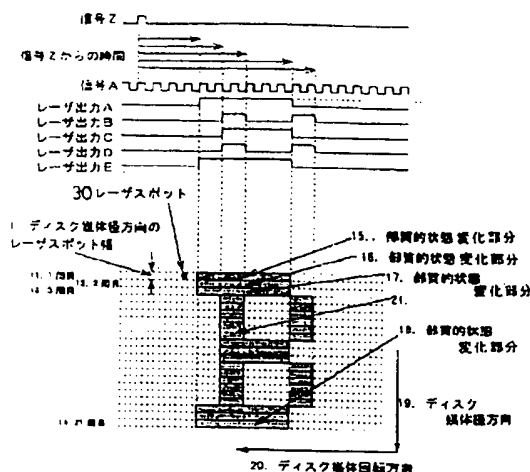 信号Z
信号Zからの時間
信号A
レーザ出力A
レーザ出力B
レーザ出力C
レーザ出力D
レーザ出力E
30 レーザスポット
1. ディスク媒体径方向の
レーザスポット幅
15. 部質的状態変化部分
16. 部質的状態変化部分
17. 部質的状態
変化部分
21.
18. 部質的状態
変化部分
19. ディスク
媒体径方向
20. ディスク媒体回転方向